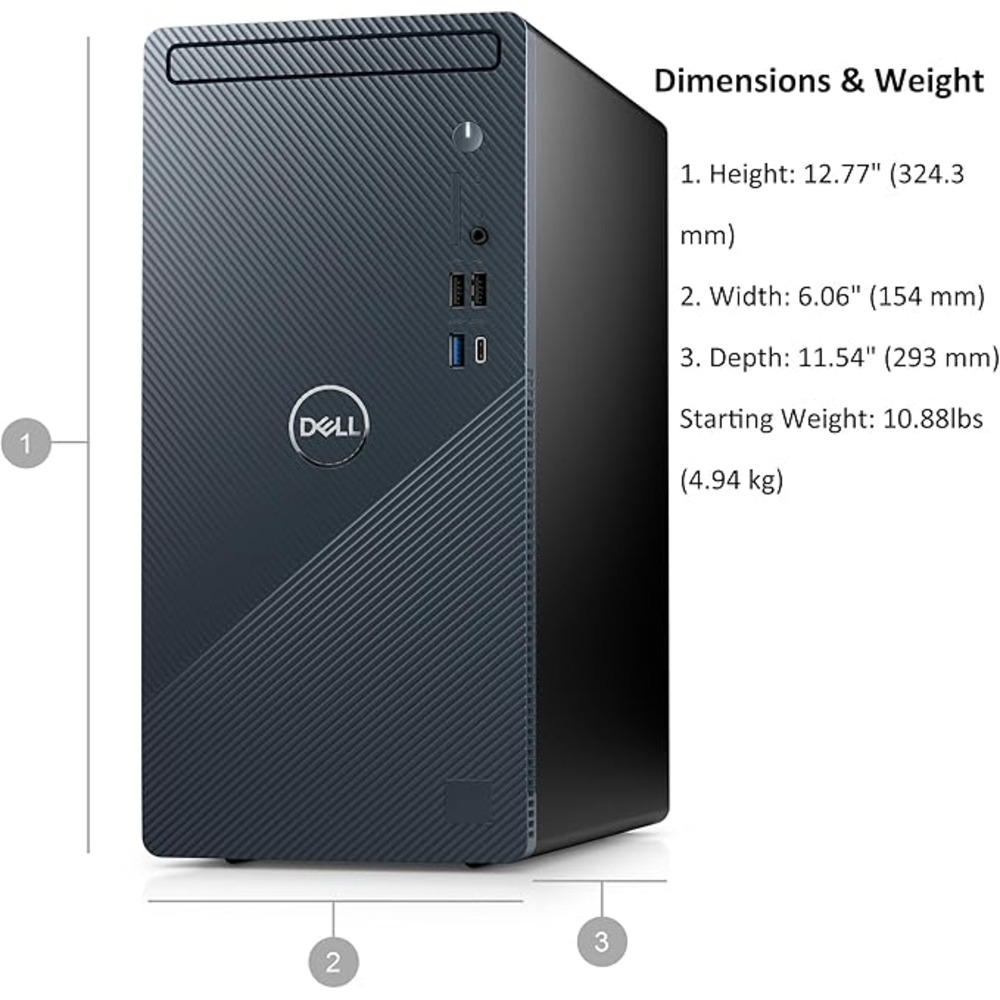 Dimensions & Weight
1. Height: 12.77" (324.3
mm)
2. Width: 6.06" (154 mm)
3. Depth: 11.54" (293 mm)
Starting Weight: 10.88lbs
(4.94 kg)
DELL
1
2
3